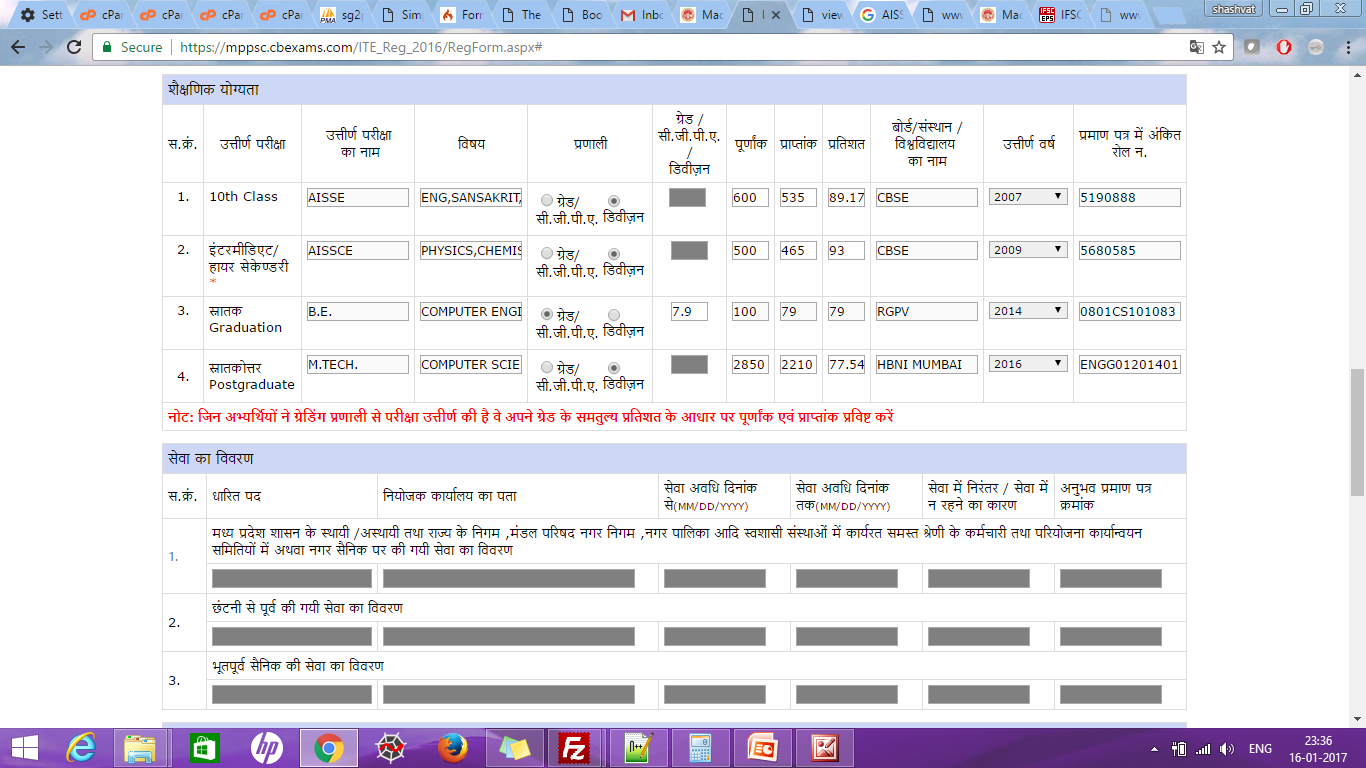 Sett cPar cPar cPar cPar sg2p Sim Forr The Boo Inbo Mac view AISS www Mac IFSC www shashvat
Secure https://mppsc.cbexams.com/ITE_Reg_2016/RegForm.aspx#
शैक्षणिक योग्यता
स.क्रं. उत्तीर्ण परीक्षा उत्तीर्ण परीक्षा का नाम विषय प्रणाली ग्रेड / सी.जी.पी.ए. / डिवीज़न पूर्णांक प्राप्तांक प्रतिशत बोर्ड/संस्थान / विश्वविद्यालय का नाम उत्तीर्ण वर्ष प्रमाण पत्र में अंकित रोल न.
1. 10th Class AISSE ENG,SANSAKRIT, ग्रेड/ सी.जी.पी.ए. डिवीज़न 600 535 89.17 CBSE 2007 5190888
2. इंटरमीडिएट/ हायर सेकेण्डरी * AISSCE PHYSICS,CHEMIS ग्रेड/ सी.जी.पी.ए. डिवीज़न 500 465 93 CBSE 2009 5680585
3. स्नातक Graduation B.E. COMPUTER ENGI ग्रेड/ सी.जी.पी.ए. डिवीज़न 7.9 100 79 79 RGPV 2014 0801CS101083
4. स्नातकोत्तर Postgraduate M.TECH. COMPUTER SCIE ग्रेड/ सी.जी.पी.ए. डिवीज़न 2850 2210 77.54 HBNI MUMBAI 2016 ENGG01201401
नोट: जिन अभ्यर्थियों ने ग्रेडिंग प्रणाली से परीक्षा उत्तीर्ण की है वे अपने ग्रेड के समतुल्य प्रतिशत के आधार पर पूर्णांक एवं प्राप्तांक प्रविष्ट करें
सेवा का विवरण
स.क्रं. धारित पद नियोजक कार्यालय का पता सेवा अवधि दिनांक से(MM/DD/YYYY) सेवा अवधि दिनांक तक(MM/DD/YYYY) सेवा में निरंतर / सेवा में न रहने का कारण अनुभव प्रमाण पत्र क्रमांक
1. मध्य प्रदेश शासन के स्थायी /अस्थायी तथा राज्य के निगम ,मंडल परिषद नगर निगम ,नगर पालिका आदि स्वशासी संस्थाओं में कार्यरत समस्त श्रेणी के कर्मचारी तथा परियोजना कार्यान्वयन
समितियों में अथवा नगर सैनिक पर की गयी सेवा का विवरण
2. छंटनी से पूर्व की गयी सेवा का विवरण
3. भूतपूर्व सैनिक की सेवा का विवरण
ENG 23:36
16-01-2017